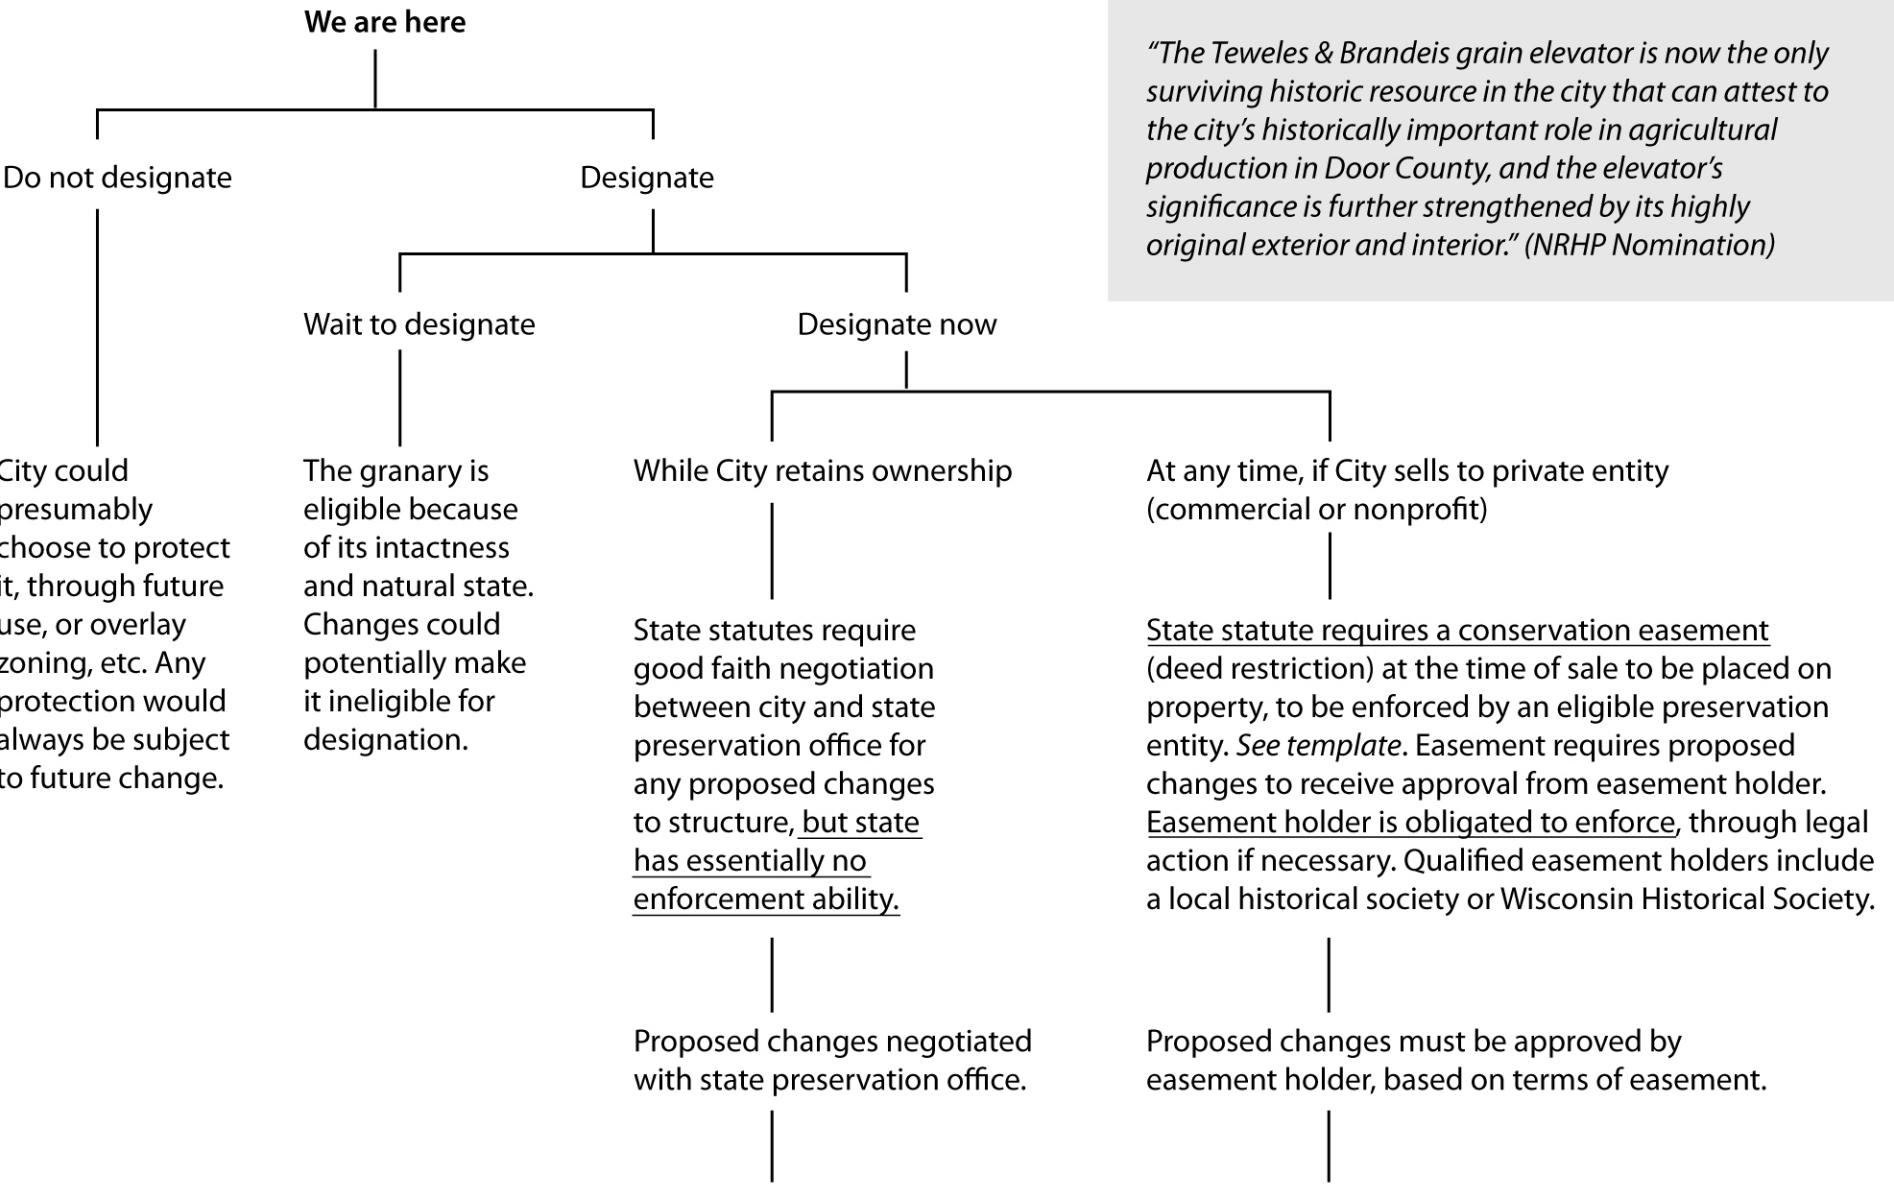 We are here
“The Teweles & Brandeis grain elevator is now the only
surviving historic resource in the city that can attest to
the city’s historically important role in agricultural
production in Door County, and the elevator’s
significance is further strengthened by its highly
original exterior and interior.” (NRHP Nomination)
Do not designate
Designate
Wait to designate
Designate now
City could
presumably
choose to protect
it, through future
use, or overlay
zoning, etc. Any
protection would
always be subject
to future change.
The granary is
eligible because
of its intactness
and natural state.
Changes could
potentially make
it ineligible for
designation.
While City retains ownership
State statutes require
good faith negotiation
between city and state
preservation office for
any proposed changes
to structure, but state
has essentially no
enforcement ability.
Proposed changes negotiated
with state preservation office.
At any time, if City sells to private entity
(commercial or nonprofit)
State statute requires a conservation easement
(deed restriction) at the time of sale to be placed on
property, to be enforced by an eligible preservation
entity. See template. Easement requires proposed
changes to receive approval from easement holder.
Easement holder is obligated to enforce, through legal
action if necessary. Qualified easement holders include
a local historical society or Wisconsin Historical Society.
Proposed changes must be approved by
easement holder, based on terms of easement.